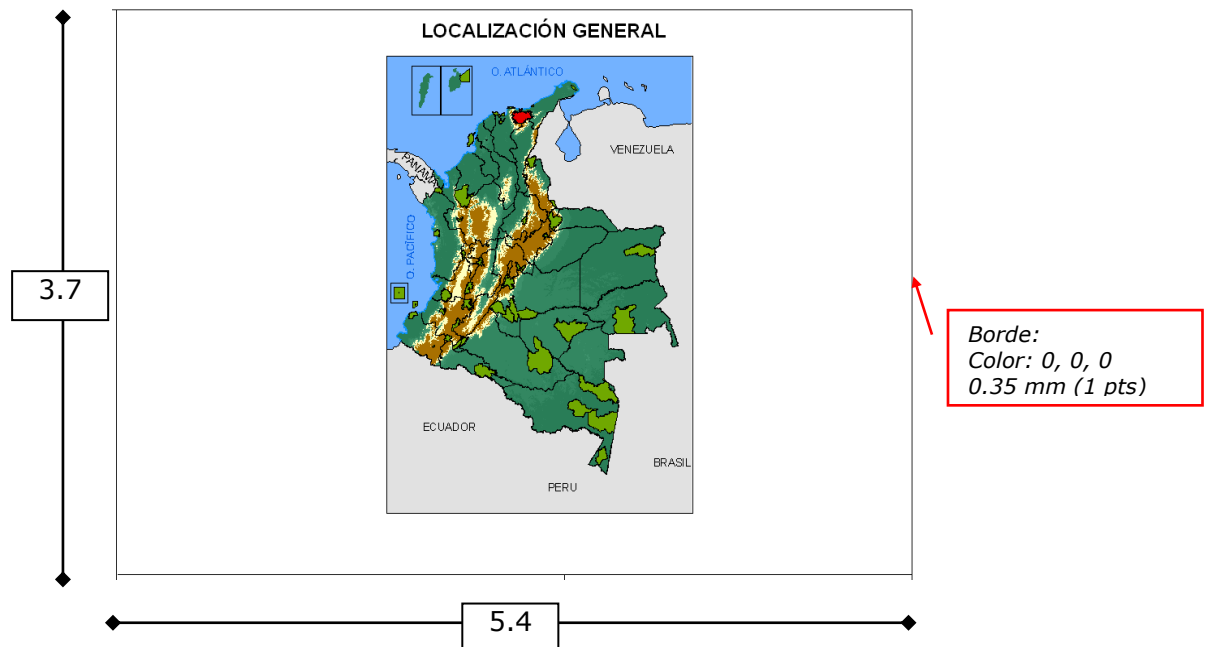 LOCALIZACIÓN GENERAL
O. ATLÁNTICO
VENEZUELA
PANAMA
O. PACÍFICO
3.7
Borde:
Color: 0, 0, 0
0.35 mm (1 pts)
ECUADOR
BRASIL
PERU
5.4